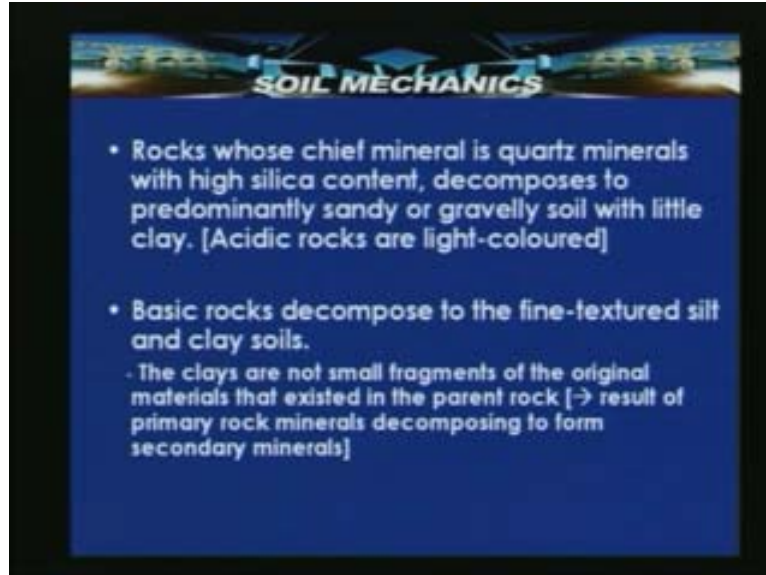 SOIL MECHANICS
• Rocks whose chief mineral is quartz minerals
with high silica content, decomposes to
predominantly sandy or gravelly soil with little
clay. [Acidic rocks are light-coloured]
• Basic rocks decompose to the fine-textured silt
and clay soils.
- The clays are not small fragments of the original
materials that existed in the parent rock [→ result of
primary rock minerals decomposing to form
secondary minerals]